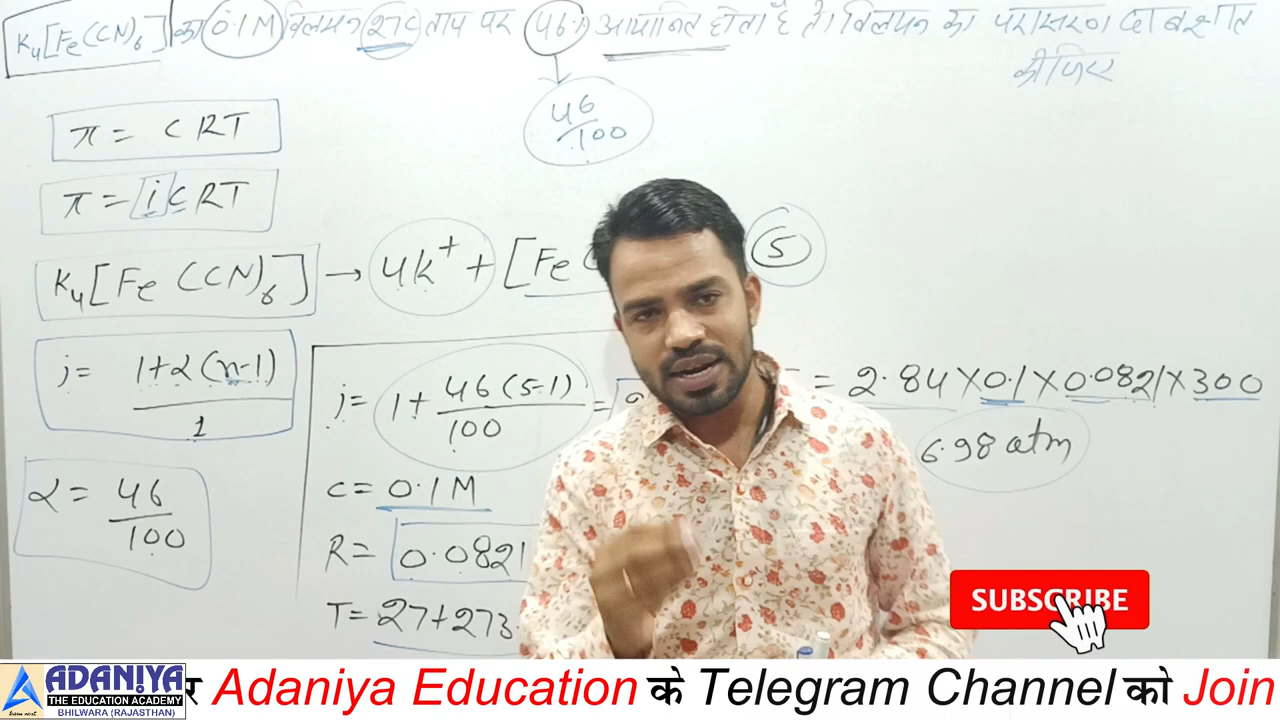 K₄[Fe(CN)₆] का 0.1M विलयन 27C ताप पर 46% आयनित होता है तो विलयन का परासरण दाब ज्ञात
कीजिए
46/100
π = CRT
π = iCRT
K₄[Fe(CN)₆] → 4K⁺ + [Fe 5
i = 1+α(n-1)/1
i = 1 + 46(5-1)/100 =
= 2.84 × 0.1 × 0.0821 × 300
6.98 atm
α = 46/100
C = 0.1 M
R = 0.0821
T = 27+273
SUBSCRIBE
ADANIYA
THE EDUCATION ACADEMY
BHILWARA (RAJASTHAN)
र Adaniya Education के Telegram Channel को Join